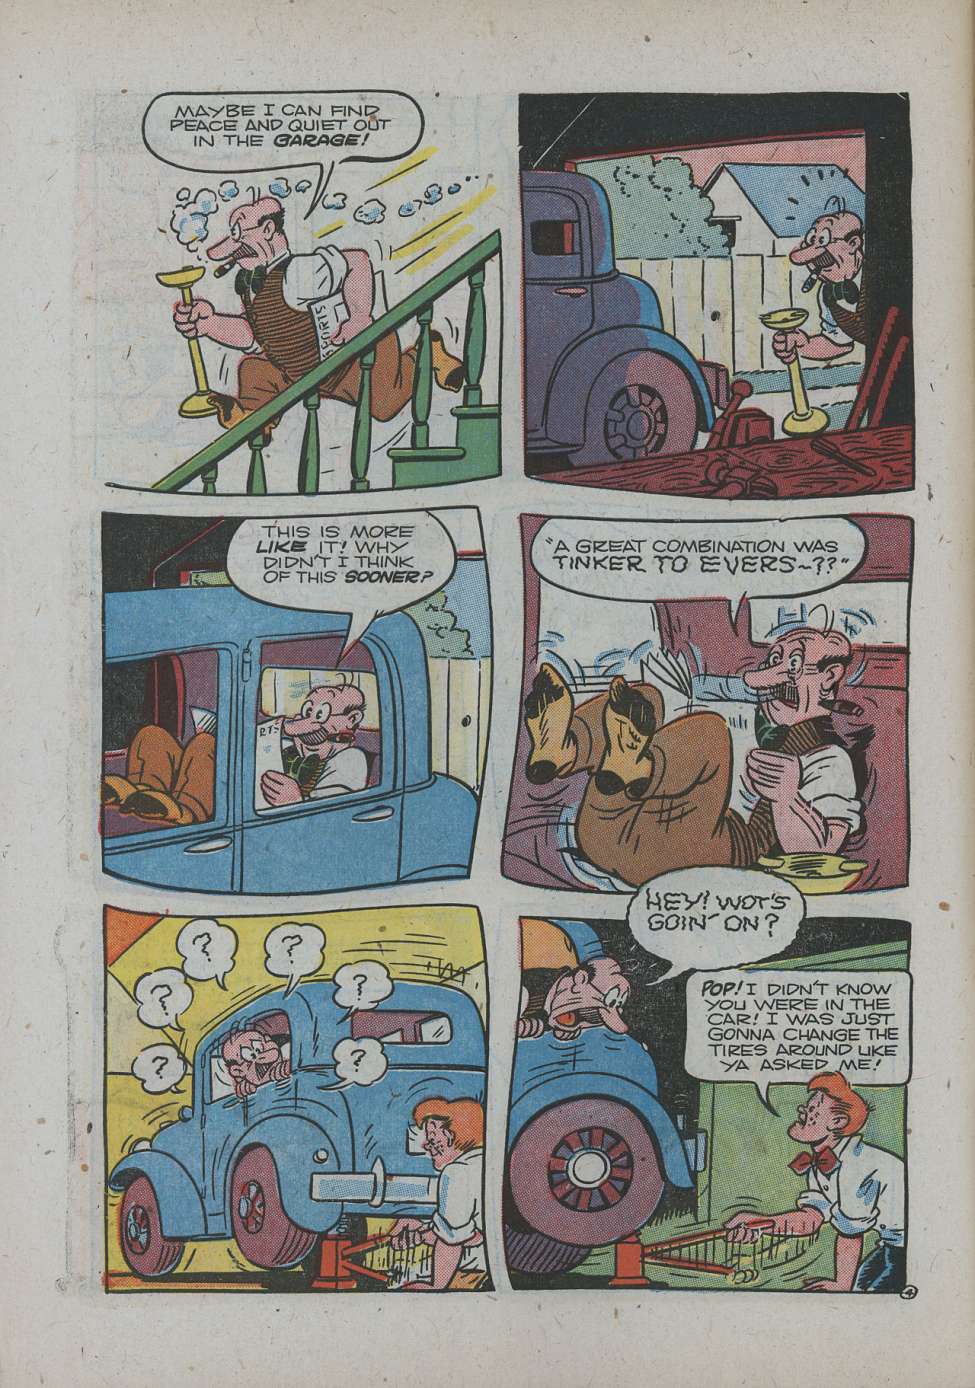 MAYBE I CAN FIND
PEACE AND QUIET OUT
IN THE GARAGE!
SPORTS
THIS IS MORE
LIKE IT! WHY
DIDN'T I THINK
OF THIS SOONER?
RTS
"A GREAT COMBINATION WAS
TINKER TO EVERS~??"
?
?
?
?
?
?
HEY! WOT'S
GOIN' ON?
POP! I DIDN'T KNOW
YOU WERE IN THE
CAR! I WAS JUST
GONNA CHANGE THE
TIRES AROUND LIKE
YA ASKED ME!
4